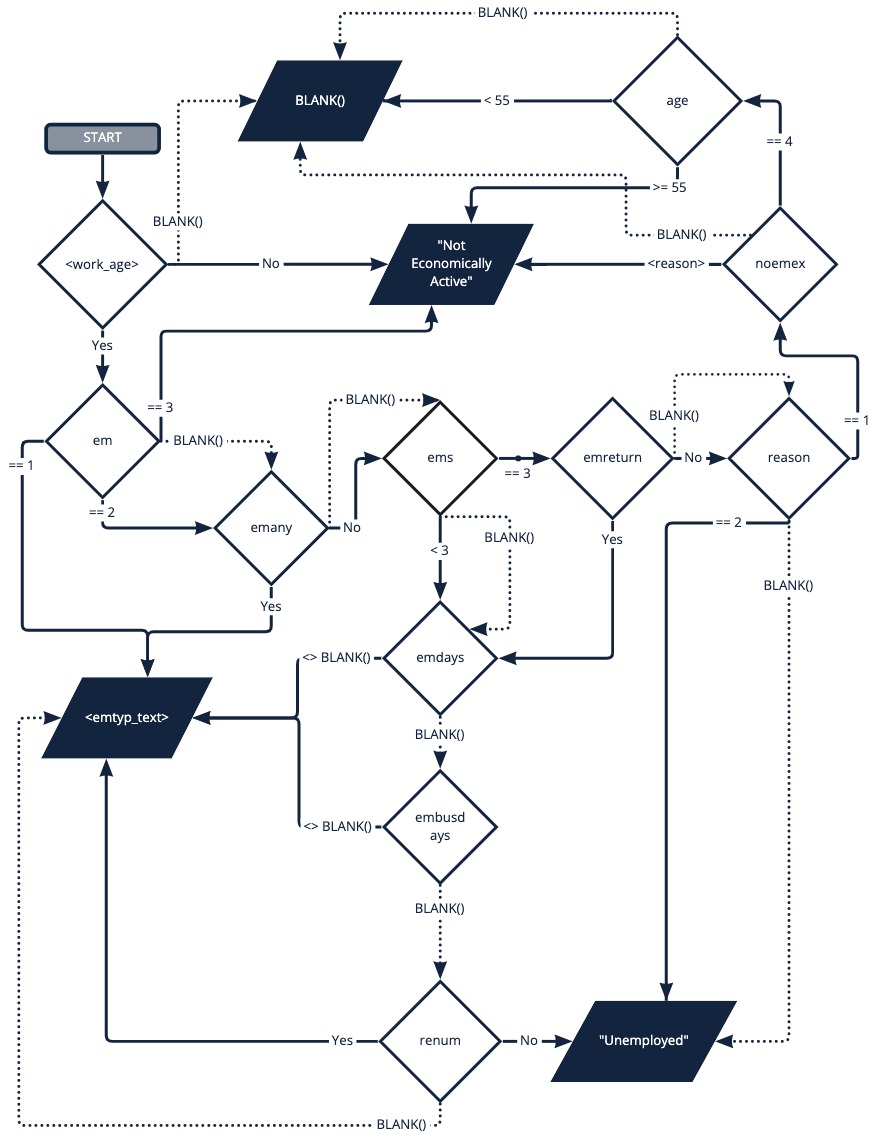 BLANK()
BLANK()
< 55
age
START
== 4
>= 55
BLANK()
BLANK()
"Not
Economically
Active"
<work_age>
No
<reason>
noemex
Yes
== 3
BLANK()
BLANK()
== 1
em
BLANK()
ems
== 3
emreturn
No
reason
== 1
== 2
emany
No
< 3
BLANK()
Yes
== 2
BLANK()
Yes
<> BLANK()
emdays
<emtyp_text>
BLANK()
<> BLANK()
embusd
ays
BLANK()
Yes
renum
No
"Unemployed"
BLANK()